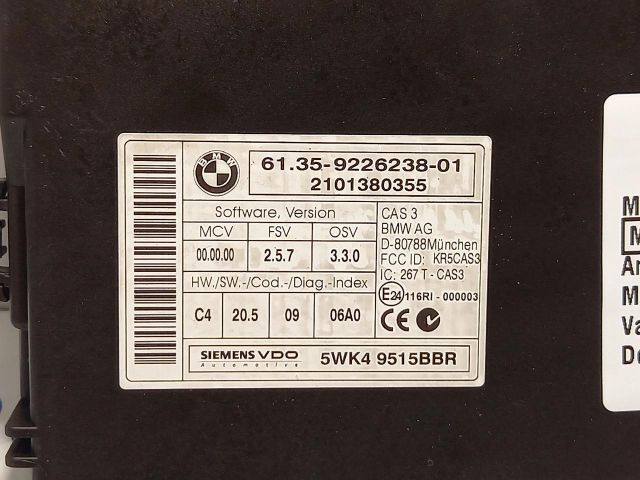 BMW
61.35-9226238-01
2101380355
Software, Version
MCV FSV OSV
00.00.00 2.5.7 3.3.0
HW./SW.-/Cod.-/Diag.-Index
C4 20.5 09 06A0
CAS 3
BMW AG
D-80788München
FCC ID: KR5CAS3
IC: 267 T - CAS3
E24 116RI - 000003
CE
SIEMENS VDO
Automotive
5WK4 9515BBR